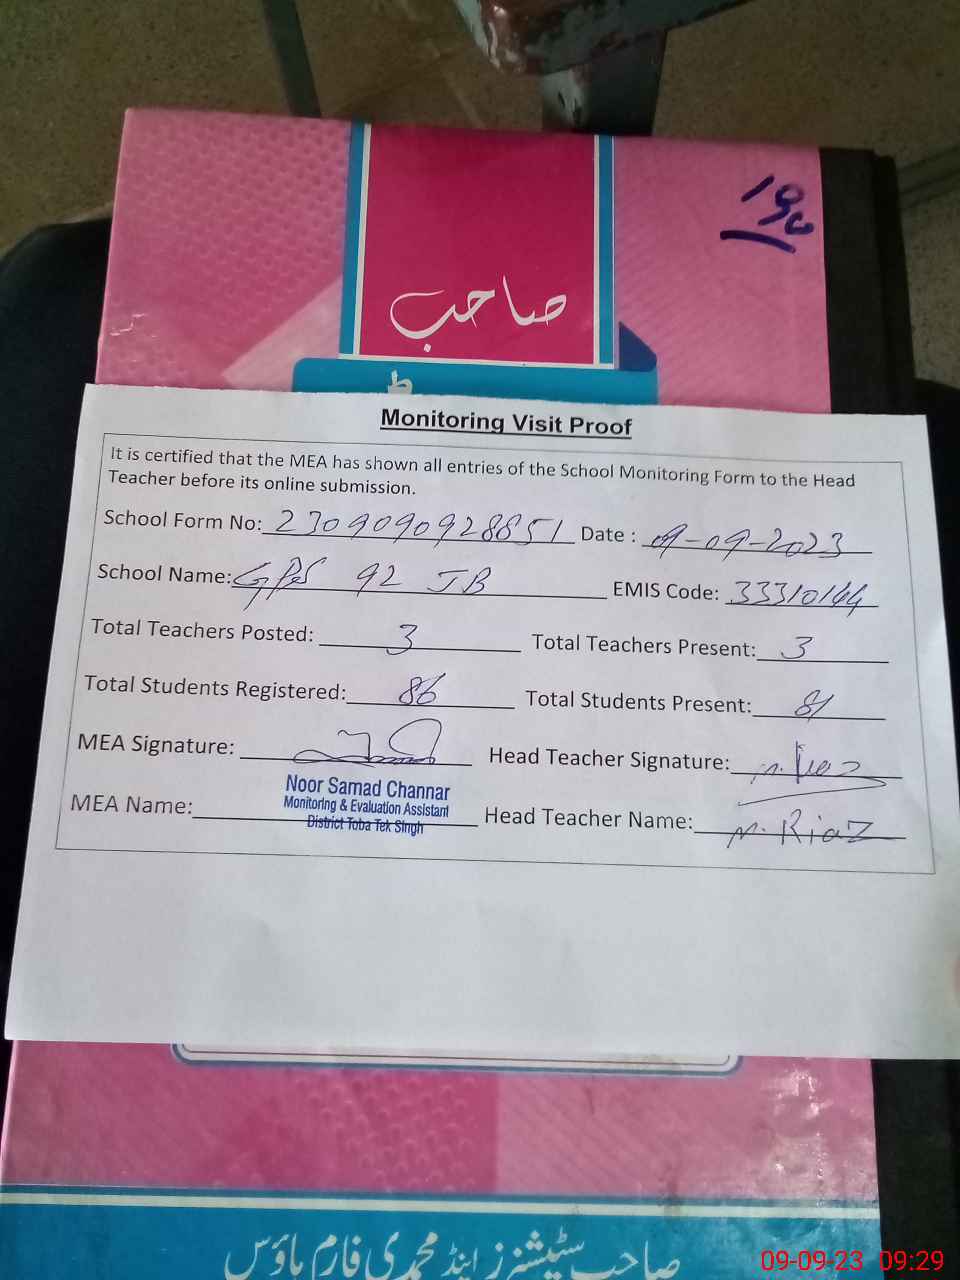 190
صاحب
Monitoring Visit Proof
It is certified that the MEA has shown all entries of the School Monitoring Form to the Head
Teacher before its online submission.
School Form No: 2309090928851 Date : 09-09-2023
School Name: GPS 92 JB EMIS Code: 33310144
Total Teachers Posted: 3 Total Teachers Present: 3
Total Students Registered: 86 Total Students Present: 81
MEA Signature: Head Teacher Signature: M. Riaz
Noor Samad Channar
Monitoring & Evaluation Assistant
MEA Name: District Toba Tek Singh Head Teacher Name: M. Riaz
صاحب سٹیشنرز اینڈ محمدی فارم ہاؤس
09-09-23 09:29